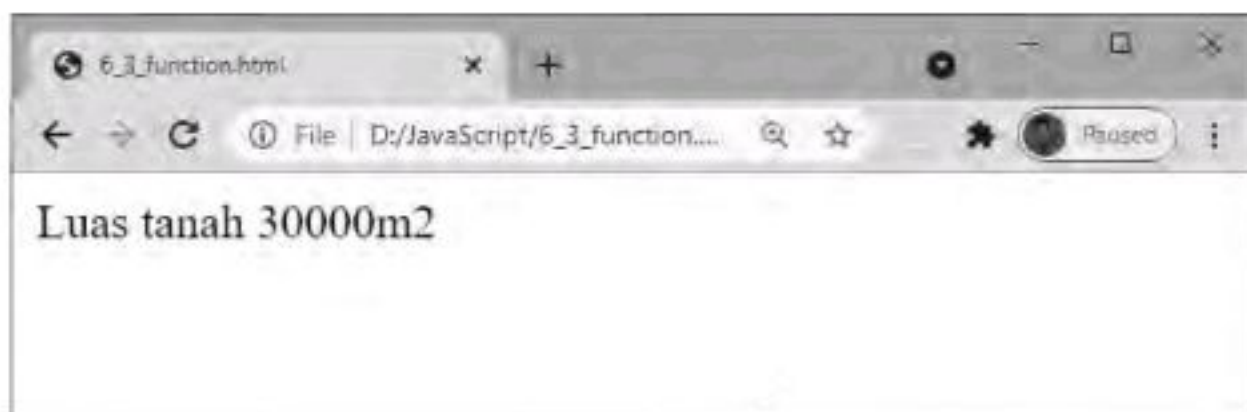 6_3_function.html
File | D:/JavaScript/6_3_function.... Paused
Luas tanah 30000m2